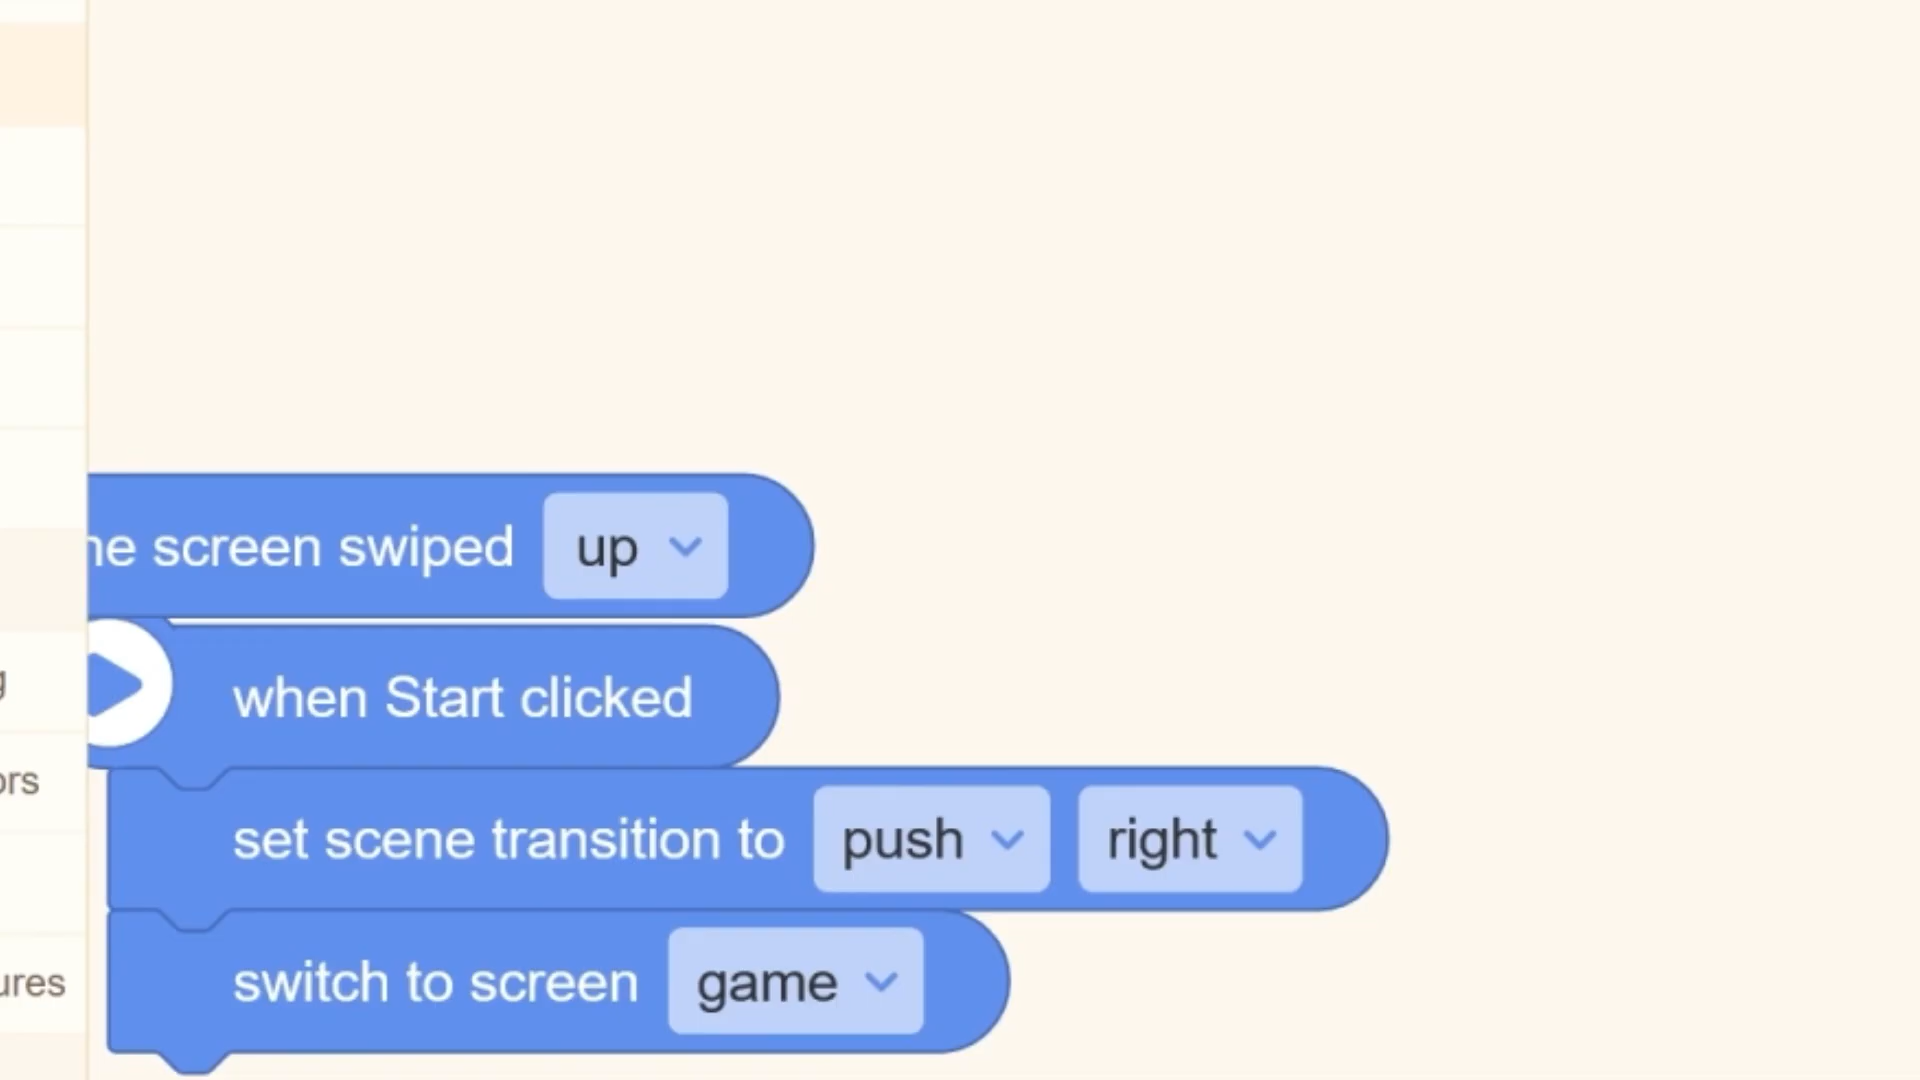 screen swiped up
when Start clicked
set scene transition to push right
switch to screen game